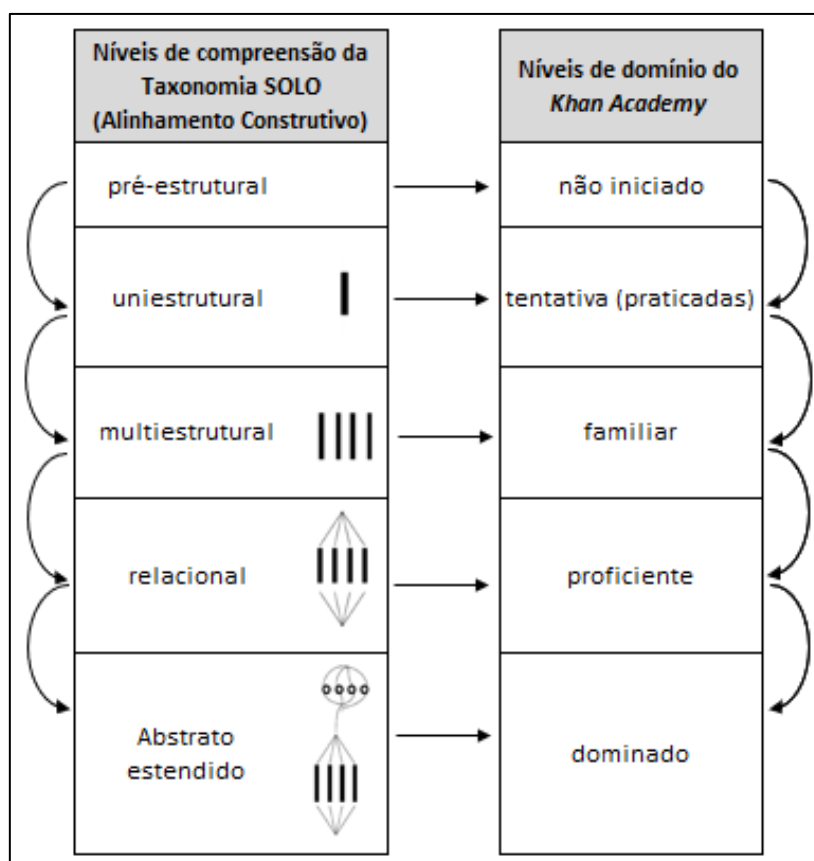 Níveis de compreensão da
Taxonomia SOLO
(Alinhamento Construtivo)
Níveis de domínio do
Khan Academy
pré-estrutural
não iniciado
uniestrutural
tentativa (praticadas)
multiestrutural
familiar
relacional
proficiente
Abstrato
estendido
dominado